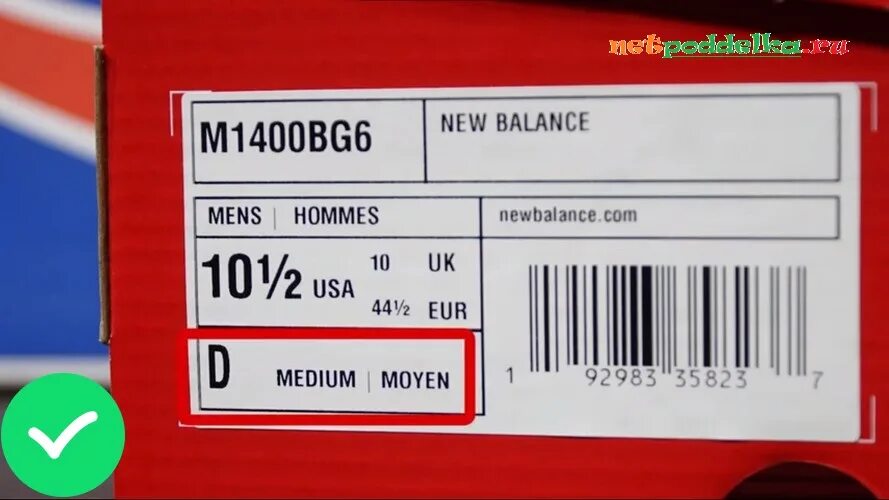 netpoddelka.ru
M1400BG6
NEW BALANCE
MENS | HOMMES
newbalance.com
10½ USA
10 UK
44½ EUR
D MEDIUM | MOYEN
1 92983 35823 7